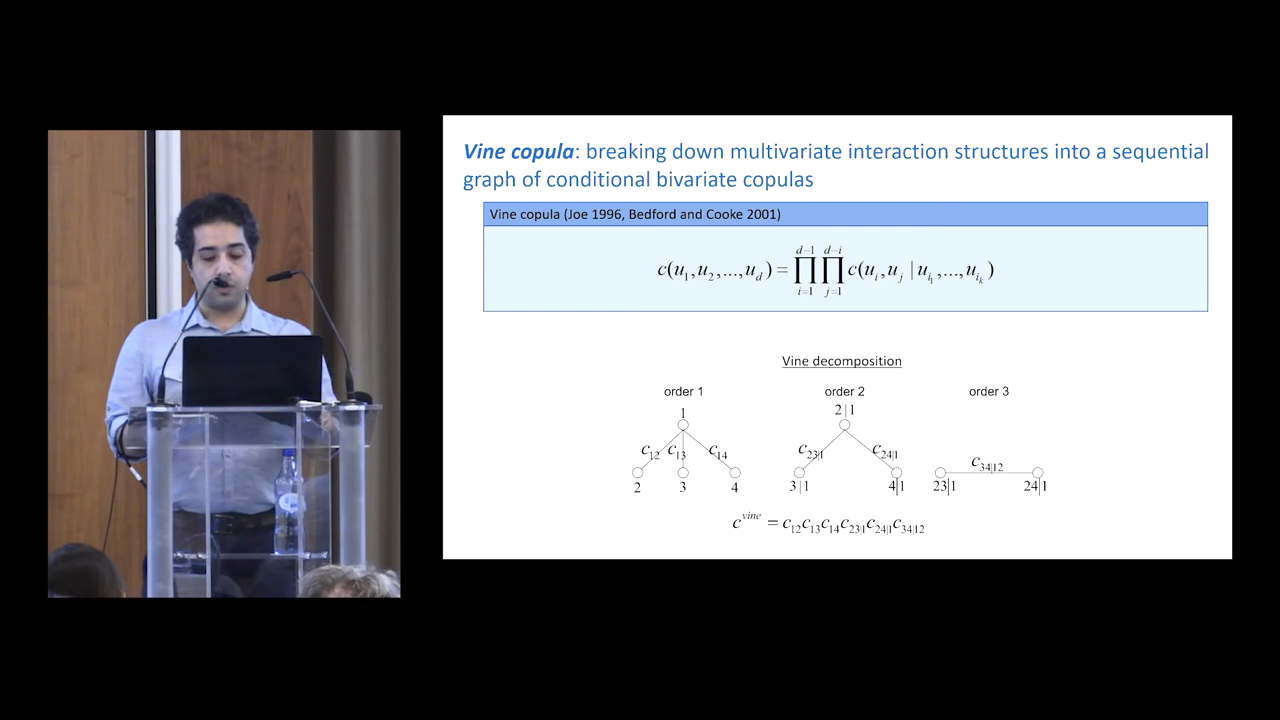 Vine copula: breaking down multivariate interaction structures into a sequential
graph of conditional bivariate copulas
Vine copula (Joe 1996, Bedford and Cooke 2001)
c(u₁,u₂,...,u_d) = ∏_{i=1}^{d−1} ∏_{j=1}^{d−i} c(u_i,u_j | u_{i₁},...,u_{i_k})
Vine decomposition
order 1 order 2 order 3
1 2|1
c₁₂ c₁₃ c₁₄ c₂₃|₁ c₂₄|₁ c₃₄|₁₂
2 3 4 3|1 4|1 23|1 24|1
c^{vine} = c₁₂c₁₃c₁₄c₂₃|₁c₂₄|₁c₃₄|₁₂